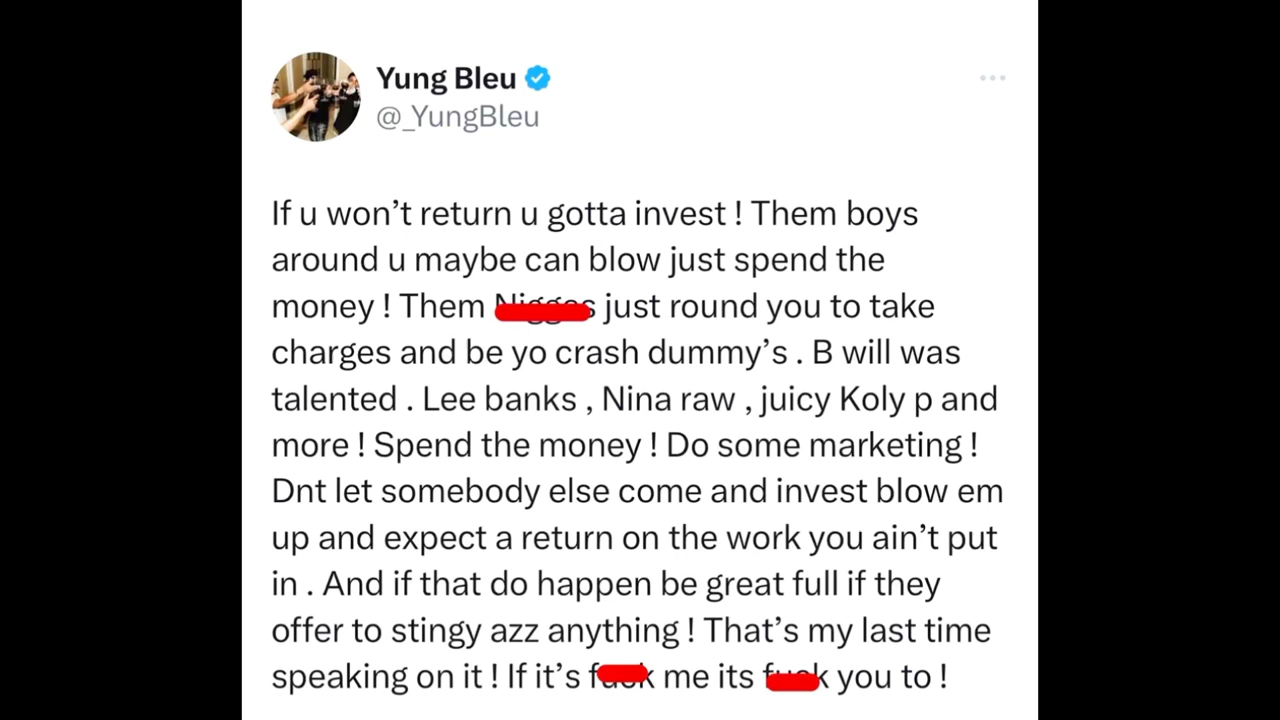 Yung Bleu
@_YungBleu
If u won’t return u gotta invest ! Them boys
around u maybe can blow just spend the
money ! Them Niggas just round you to take
charges and be yo crash dummy’s . B will was
talented . Lee banks , Nina raw , juicy Koly p and
more ! Spend the money ! Do some marketing !
Dnt let somebody else come and invest blow em
up and expect a return on the work you ain’t put
in . And if that do happen be great full if they
offer to stingy azz anything ! That’s my last time
speaking on it ! If it’s fuck me its fuck you to !